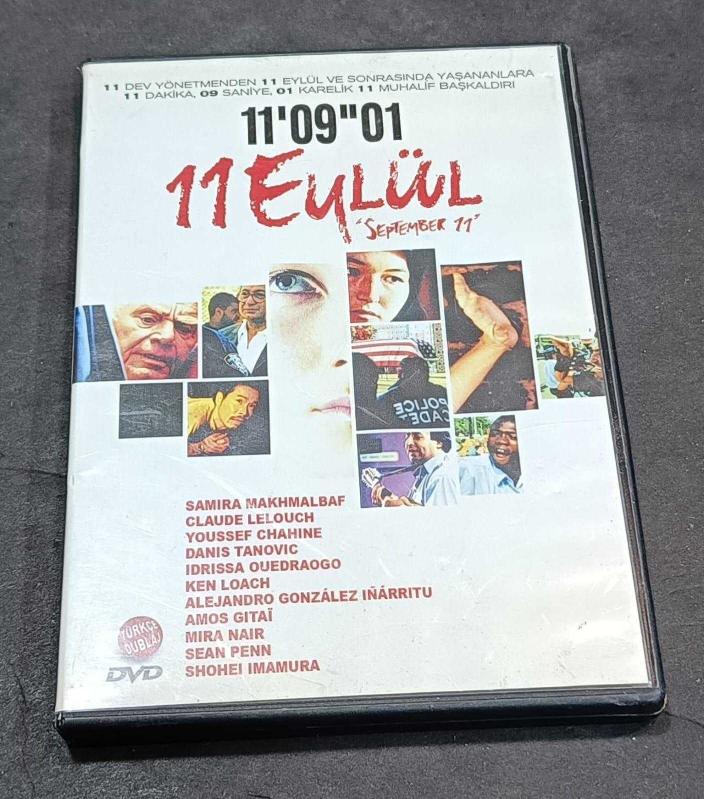 11 DEV YÖNETMENDEN 11 EYLÜL VE SONRASINDA YAŞANANLARA
11 DAKİKA, 09 SANİYE, 01 KARELİK 11 MUHALİF BAŞKALDIRI
11'09"01
11 EYLÜL
"SEPTEMBER 11"
POLICE
CADET
SAMIRA MAKHMALBAF
CLAUDE LELOUCH
YOUSSEF CHAHINE
DANIS TANOVIC
IDRISSA OUEDRAOGO
KEN LOACH
ALEJANDRO GONZÁLEZ IÑÁRRITU
AMOS GITAÏ
MIRA NAIR
SEAN PENN
SHOHEI IMAMURA
TÜRKÇE
DUBLAJ
DVD